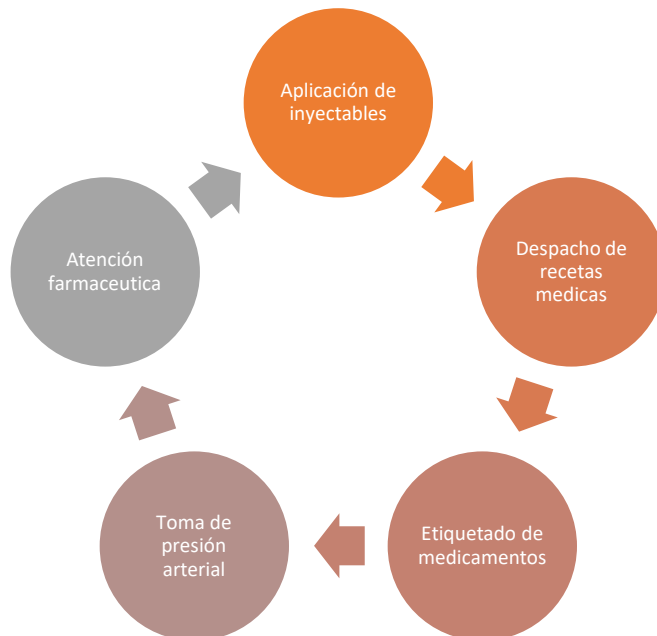 Aplicación de
inyectables
Despacho de
recetas
medicas
Etiquetado de
medicamentos
Toma de
presión
arterial
Atención
farmaceutica